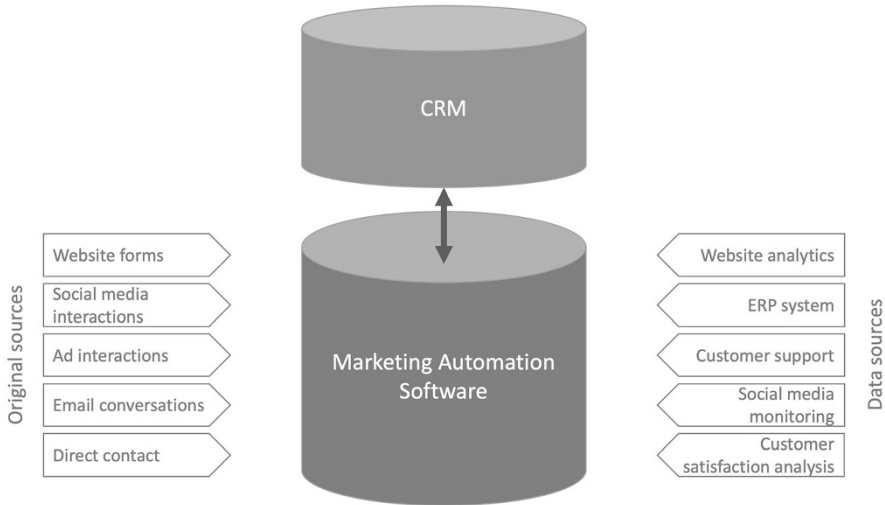 CRM
Original sources
Website forms
Social media
interactions
Ad interactions
Email conversations
Direct contact
Marketing Automation
Software
Website analytics
ERP system
Customer support
Social media
monitoring
Customer
satisfaction analysis
Data sources